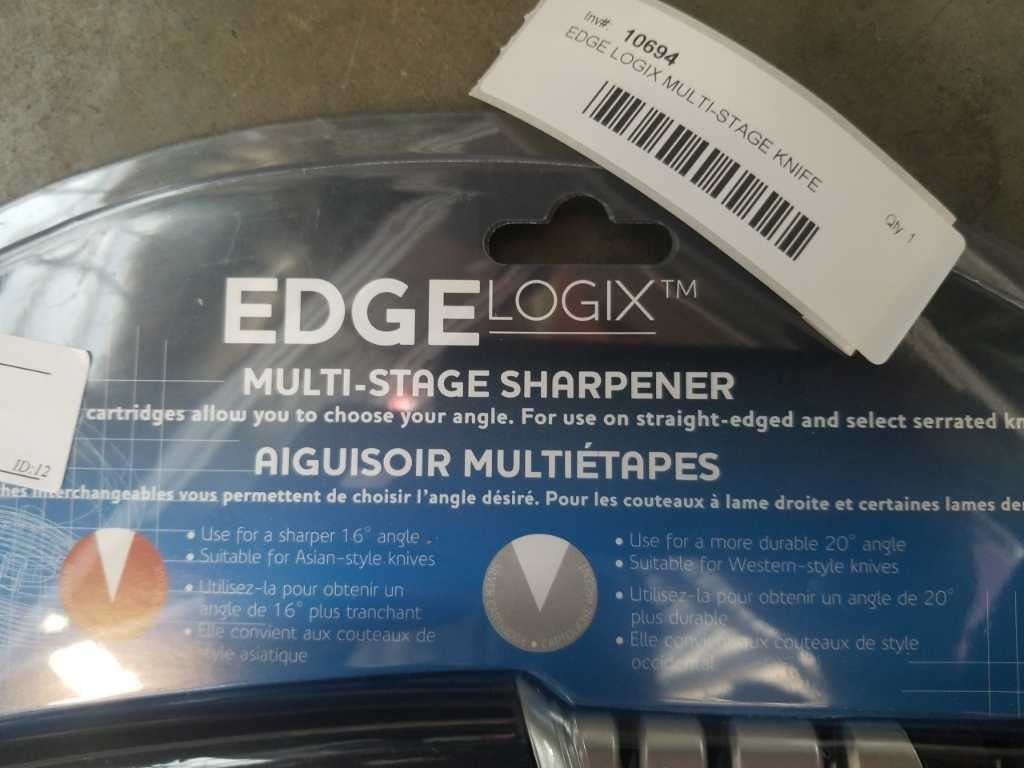 Inv#: 10694
EDGE LOGIX MULTI-STAGE KNIFE
Qty: 1
EDGE LOGIX™
MULTI-STAGE SHARPENER
cartridges allow you to choose your angle. For use on straight-edged and select serrated kn
AIGUISOIR MULTIÉTAPES
hes interchangeables vous permettent de choisir l'angle désiré. Pour les couteaux à lame droite et certaines lames de
ID:12
• Use for a sharper 16° angle
• Suitable for Asian-style knives
• Utilisez-la pour obtenir un
angle de 16° plus tranchant
• Elle convient aux couteaux de
style asiatique
• Use for a more durable 20° angle
• Suitable for Western-style knives
• Utilisez-la pour obtenir un angle de 20°
plus durable
• Elle convient aux couteaux de style
occidental